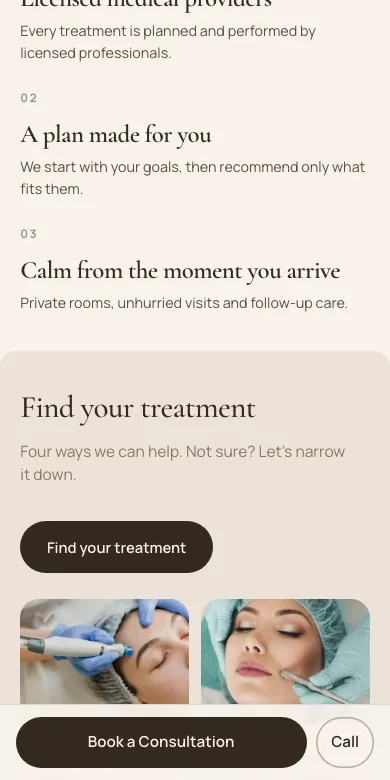 Licensed medical providers
Every treatment is planned and performed by
licensed professionals.
02
A plan made for you
We start with your goals, then recommend only what
fits them.
03
Calm from the moment you arrive
Private rooms, unhurried visits and follow-up care.
Find your treatment
Four ways we can help. Not sure? Let's narrow
it down.
Find your treatment
Book a Consultation
Call